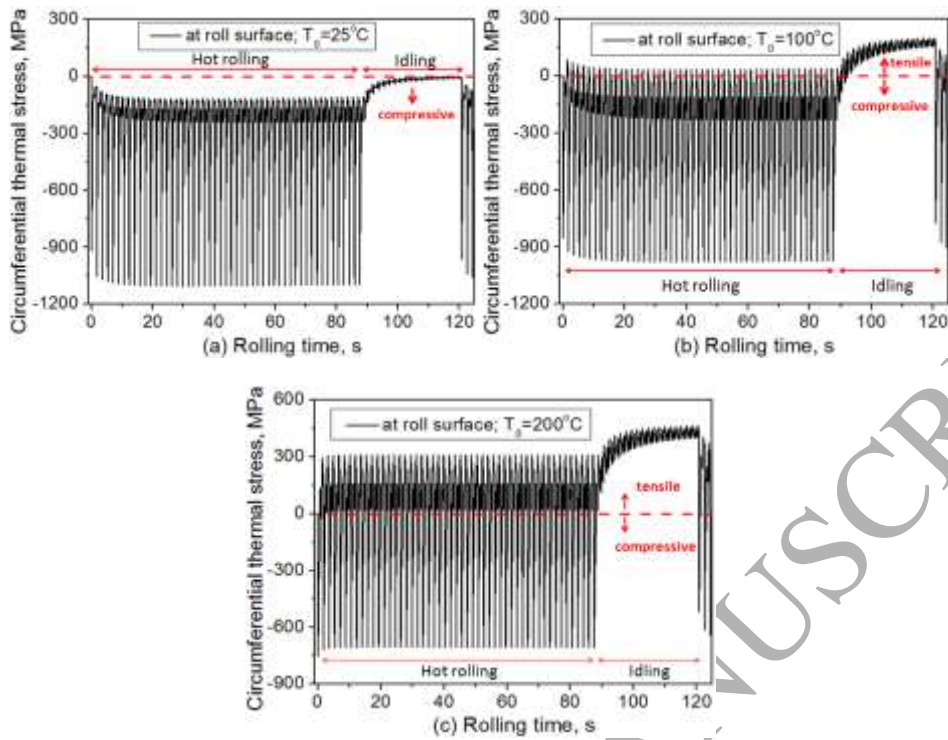 300
0
-300
-600
-900
-1200
Circumferential thermal stress, MPa
at roll surface; T₀=25°C
Hot rolling
Idling
compressive
0 20 40 60 80 100 120
(a) Rolling time, s
300
0
-300
-600
-900
-1200
Circumferential thermal stress, MPa
at roll surface; T₀=100°C
tensile
compressive
Hot rolling
Idling
0 20 40 60 80 100 120
(b) Rolling time, s
600
300
0
-300
-600
-900
Circumferential thermal stress, MPa
at roll surface; T₀=200°C
tensile
compressive
Hot rolling
Idling
0 20 40 60 80 100 120
(c) Rolling time, s
NUSCR